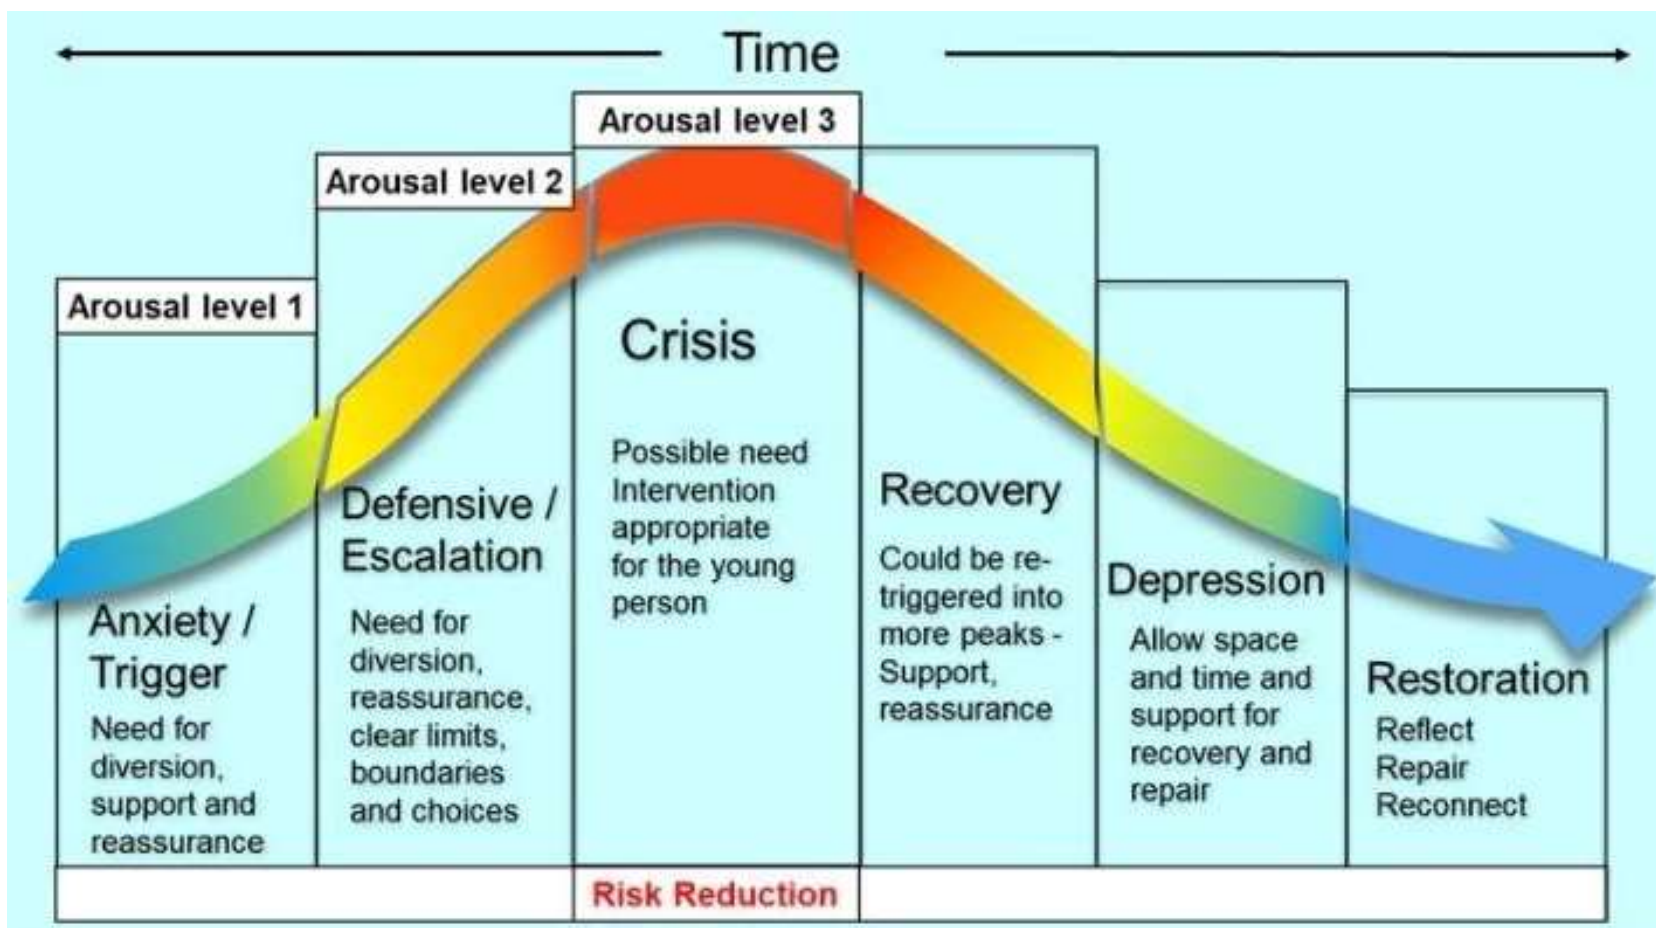 Time
Arousal level 3
Arousal level 2
Arousal level 1
Anxiety /
Trigger
Need for
diversion,
support and
reassurance
Defensive /
Escalation
Need for
diversion,
reassurance,
clear limits,
boundaries
and choices
Crisis
Possible need
Intervention
appropriate
for the young
person
Recovery
Could be re-
triggered into
more peaks -
Support,
reassurance
Depression
Allow space
and time and
support for
recovery and
repair
Restoration
Reflect
Repair
Reconnect
Risk Reduction